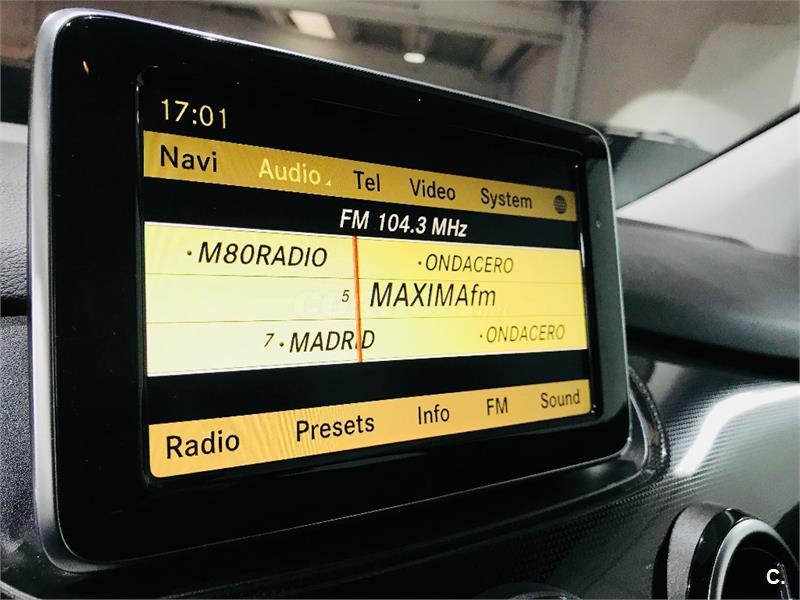 17:01
Navi Audio Tel Video System
FM 104.3 MHz
·M80RADIO ·ONDACERO
5 MAXIMAfm
7 ·MADRID ·ONDACERO
Radio Presets Info FM Sound
C.